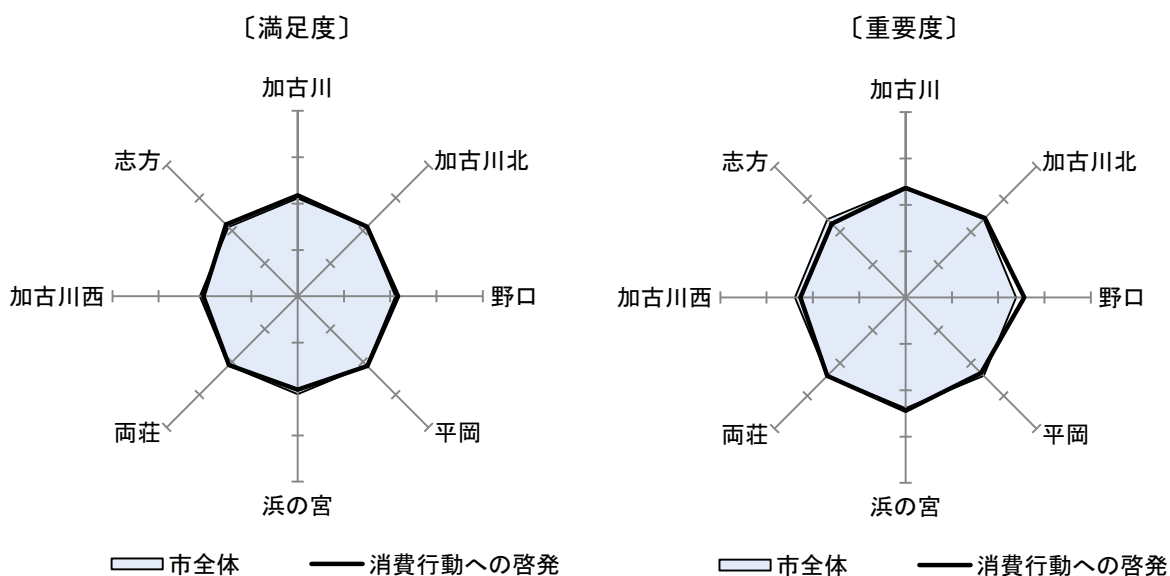 〔満足度〕
加古川
志方
加古川北
加古川西
野口
両荘
平岡
浜の宮
市全体
消費行動への啓発
〔重要度〕
加古川
志方
加古川北
加古川西
野口
両荘
平岡
浜の宮
市全体
消費行動への啓発